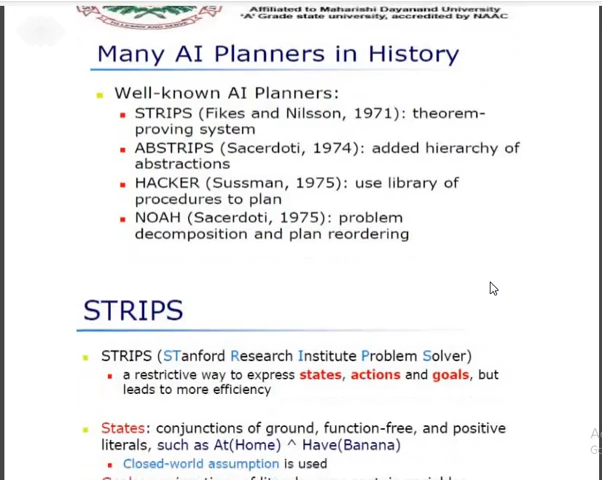 Affiliated to Maharishi Dayanand University
'A' Grade state university, accredited by NAAC
Many AI Planners in History
Well-known AI Planners:
STRIPS (Fikes and Nilsson, 1971): theorem-
proving system
ABSTRIPS (Sacerdoti, 1974): added hierarchy of
abstractions
HACKER (Sussman, 1975): use library of
procedures to plan
NOAH (Sacerdoti, 1975): problem
decomposition and plan reordering
STRIPS
STRIPS (STanford Research Institute Problem Solver)
a restrictive way to express states, actions and goals, but
leads to more efficiency
States: conjunctions of ground, function-free, and positive
literals, such as At(Home) ^ Have(Banana)
Closed-world assumption is used